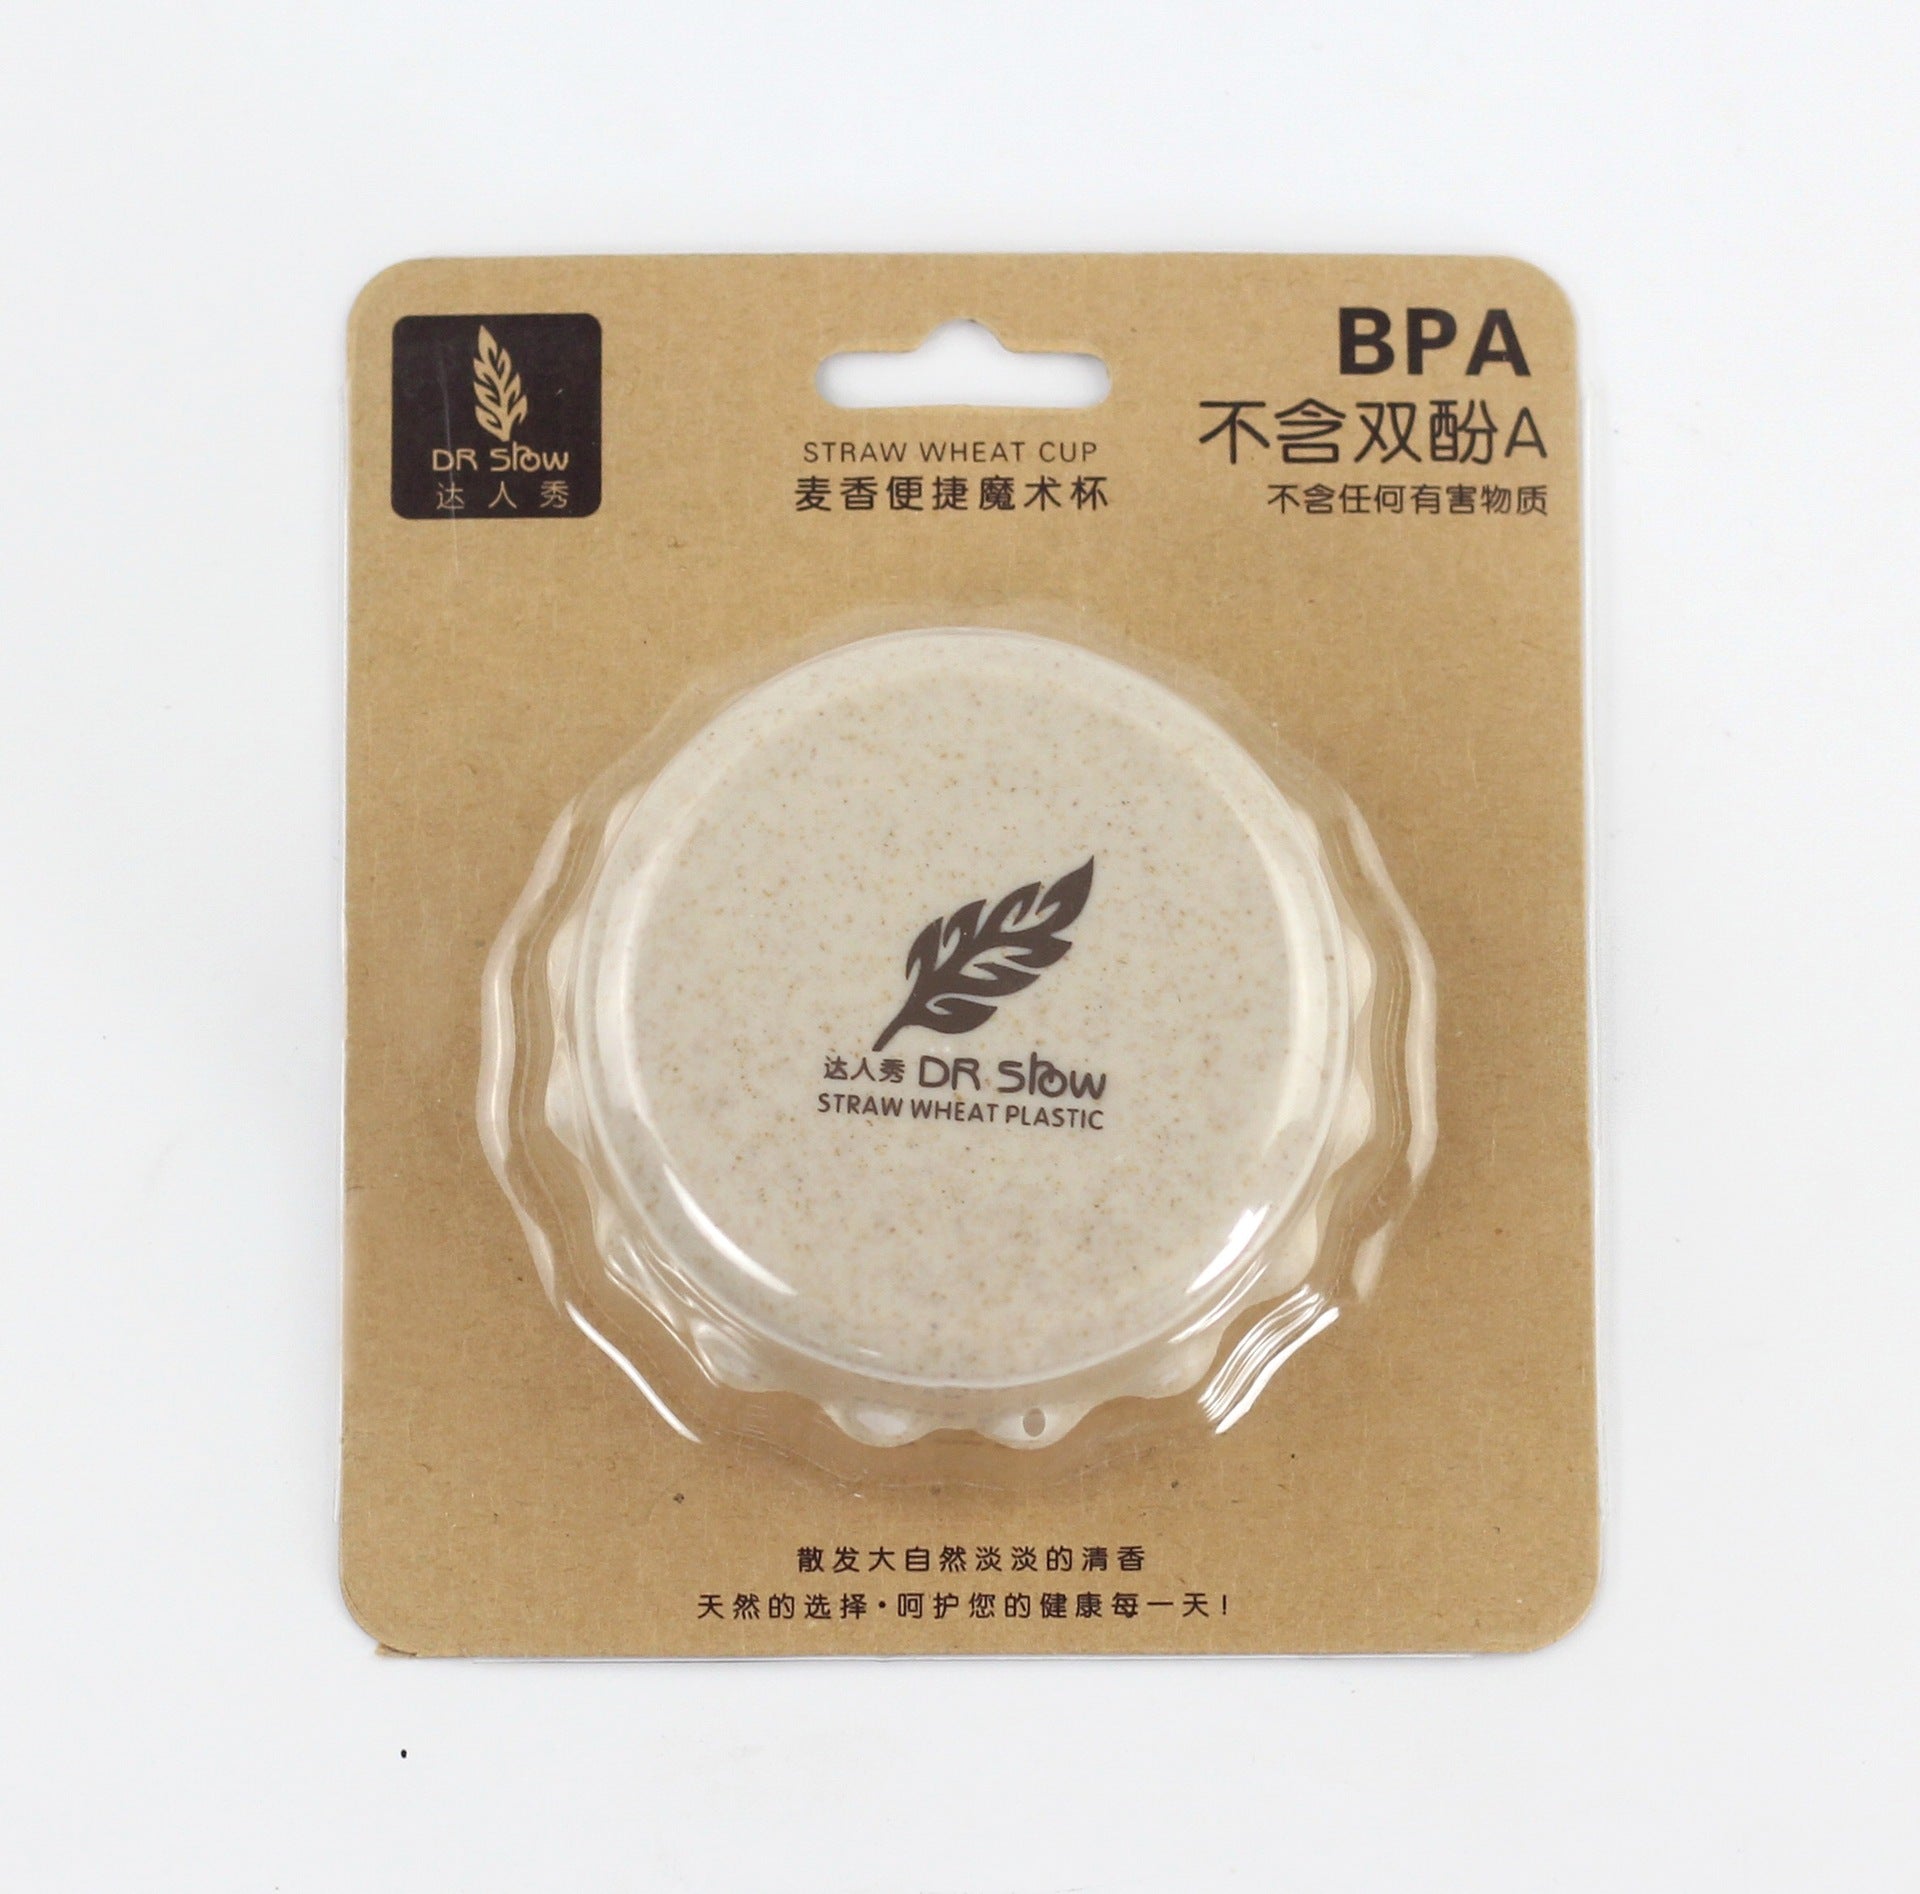 DR Show
达人秀
STRAW WHEAT CUP
麦香便捷魔术杯
BPA
不含双酚A
不含任何有害物质
达人秀 DR Show
STRAW WHEAT PLASTIC
散发大自然淡淡的清香
天然的选择·呵护您的健康每一天!